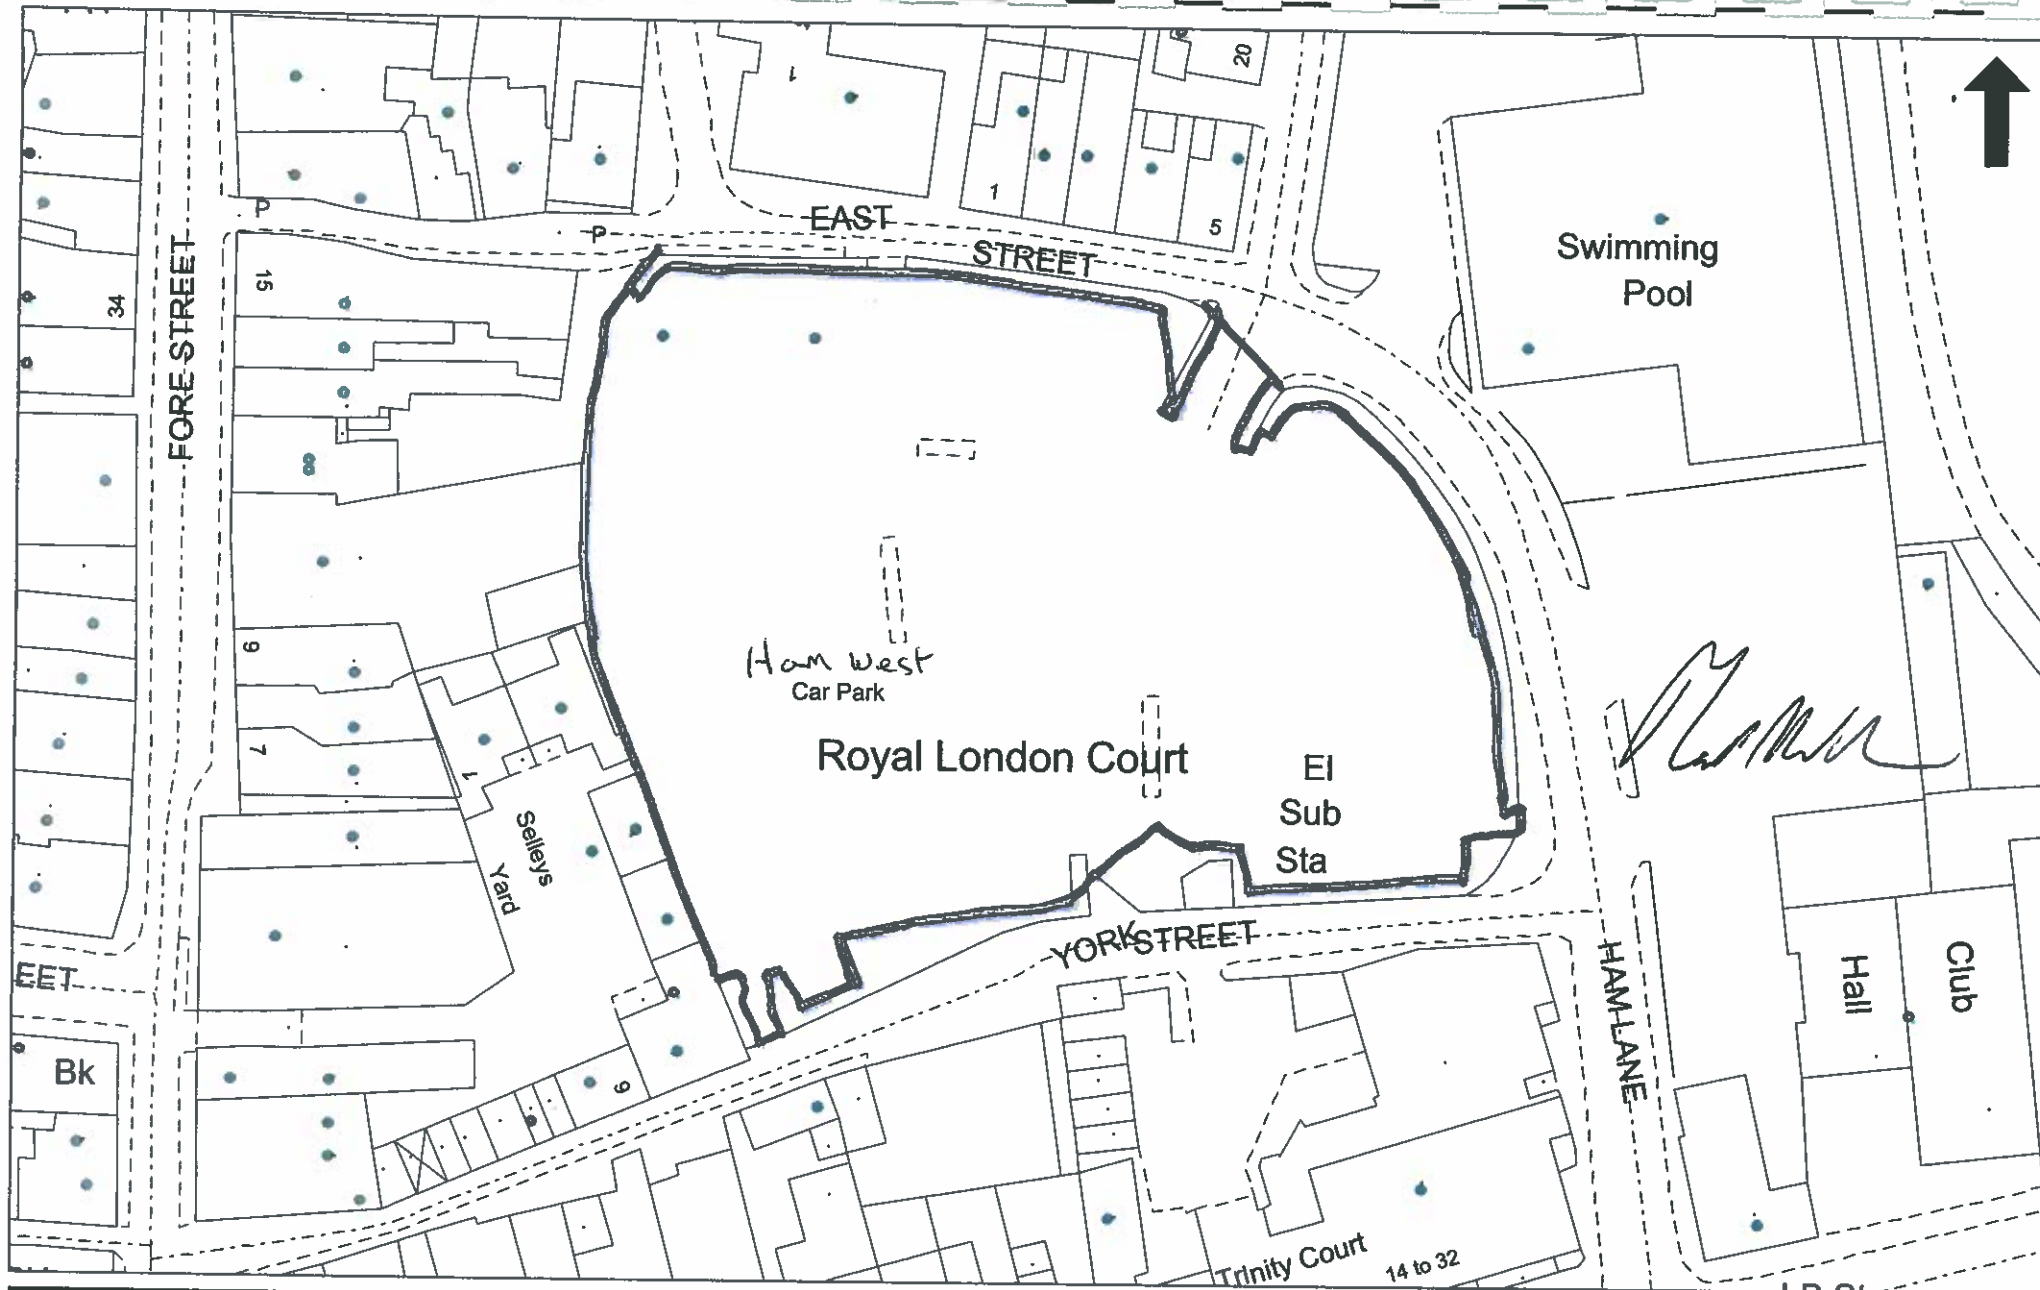 20
1
P
EAST
P
1
5
STREET
Swimming
Pool
FORE STREET
15
34
Ham West
Car Park
9
7
Royal London Court
El
Sub
Sta
1
Selleys
Yard
YORK STREET
EET
HAM LANE
Hall
Club
Bk
9
Trinity Court
14 to 32